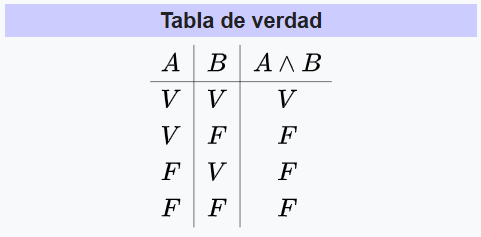 Tabla de verdad
A B A ∧ B
V V V
V F F
F V F
F F F